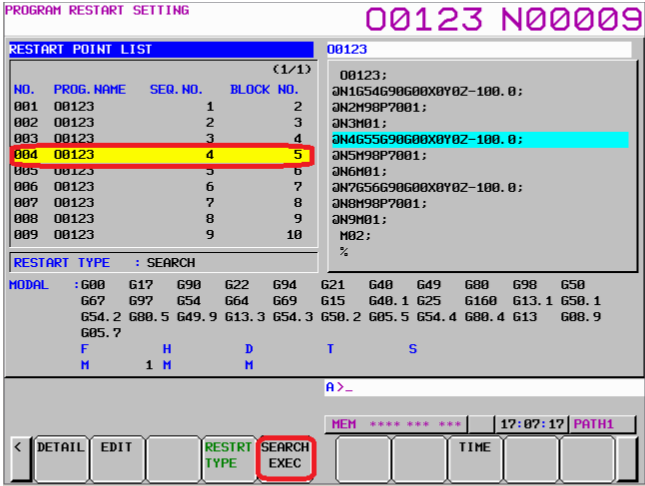 PROGRAM RESTART SETTING
O0123 N00009
RESTART POINT LIST
(1/1)
NO. PROG.NAME SEQ.NO. BLOCK NO.
001 O0123 1 2
002 O0123 2 3
003 O0123 3 4
004 O0123 4 5
005 O0123 5 6
006 O0123 6 7
007 O0123 7 8
008 O0123 8 9
009 O0123 9 10
RESTART TYPE : SEARCH
O0123
O0123;
@N1G54G90G00X0Y0Z-100.0;
@N2M98P7001;
@N3M01;
@N4G55G90G00X0Y0Z-100.0;
@N5M98P7001;
@N6M01;
@N7G56G90G00X0Y0Z-100.0;
@N8M98P7001;
@N9M01;
M02;
%
MODAL :G00 G17 G90 G22 G94 G21 G40 G49 G80 G98 G50
G67 G97 G54 G64 G69 G15 G40.1 G25 G160 G13.1 G50.1
G54.2 G80.5 G49.9 G13.3 G54.3 G50.2 G05.5 G54.4 G80.4 G13 G08.9
G05.7
F H D T S
M 1 M M
A>_
MEM **** *** *** 17:07:17 PATH1
< DETAIL EDIT RESTRT TYPE SEARCH EXEC TIME